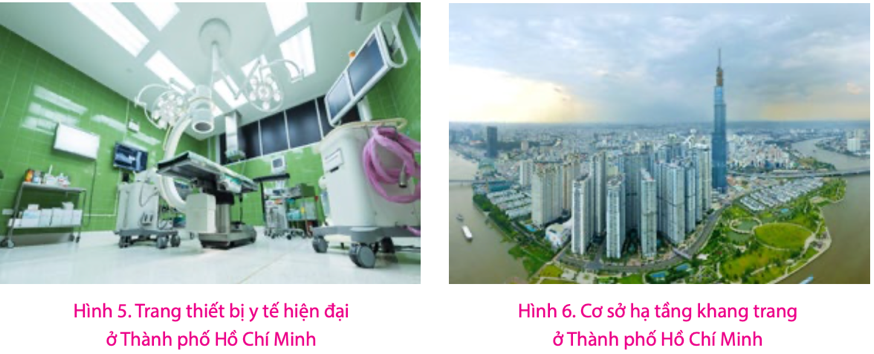 Hình 5. Trang thiết bị y tế hiện đại
ở Thành phố Hồ Chí Minh
Hình 6. Cơ sở hạ tầng khang trang
ở Thành phố Hồ Chí Minh